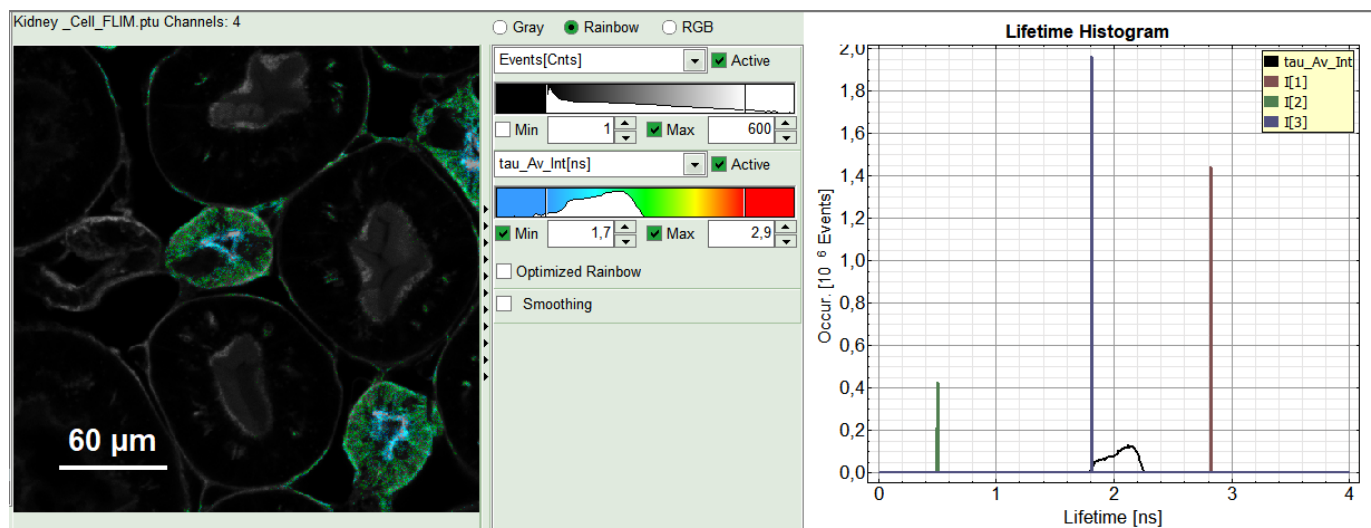 Kidney _Cell_FLIM.ptu Channels: 4
60 µm
Gray Rainbow RGB
Events[Cnts] Active
Min 1 Max 600
tau_Av_Int[ns] Active
Min 1,7 Max 2,9
Optimized Rainbow
Smoothing
Lifetime Histogram
tau_Av_Int
I[1]
I[2]
I[3]
Occur. [10 6 Events]
2,0
1,8
1,6
1,4
1,2
1,0
0,8
0,6
0,4
0,2
0,0
0 1 2 3 4
Lifetime [ns]